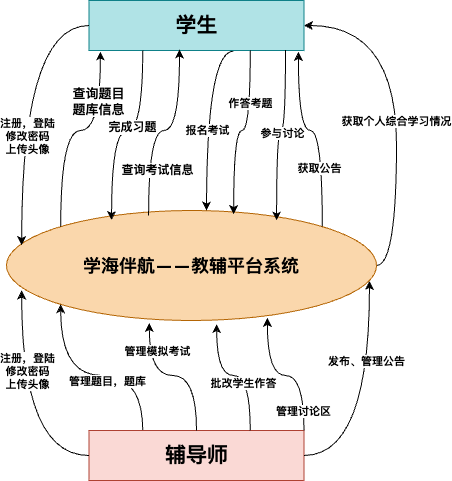 学生
注册，登陆
修改密码
上传头像
查询题目
题库信息
完成习题
查询考试信息
报名考试
作答考题
参与讨论
获取公告
获取个人综合学习情况
学海伴航——教辅平台系统
注册，登陆
修改密码
上传头像
管理题目，题库
管理模拟考试
批改学生作答
管理讨论区
发布、管理公告
辅导师